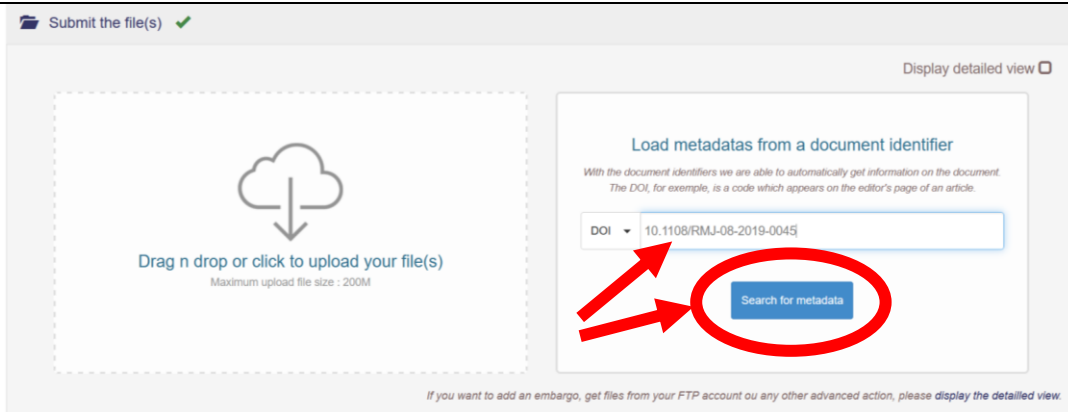 Submit the file(s)
Display detailed view
Load metadatas from a document identifier
With the document identifiers we are able to automatically get information on the document.
The DOI, for exemple, is a code which appears on the editor's page of an article.
DOI 10.1108/RMJ-08-2019-0045
Drag n drop or click to upload your file(s)
Maximum upload file size : 200M
Search for metadata
If you want to add an embargo, get files from your FTP account ou any other advanced action, please display the detailled view.